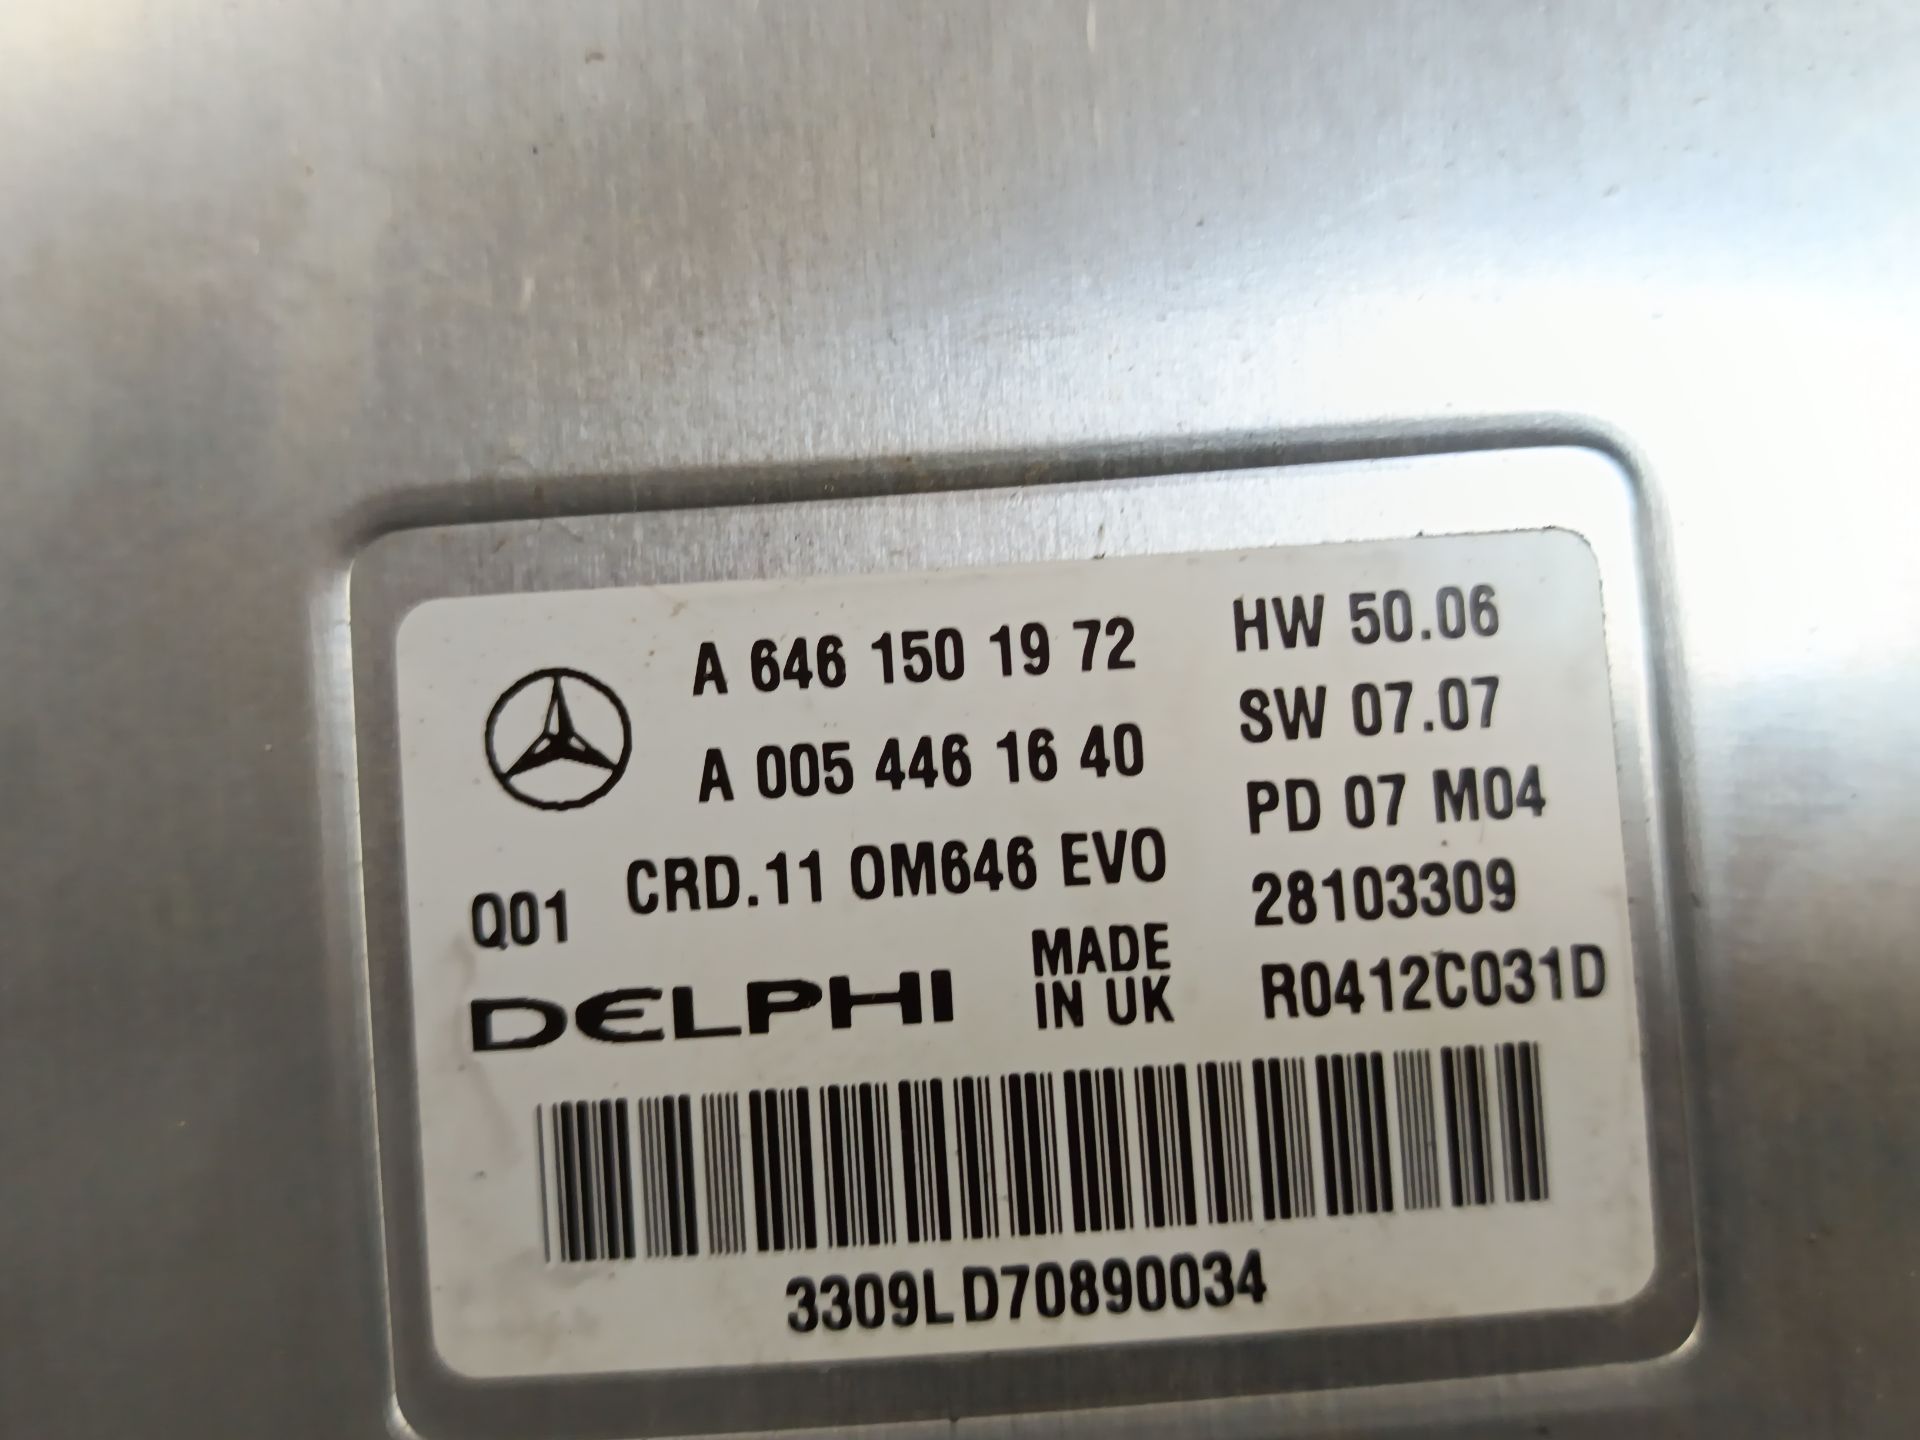 A 646 150 19 72
A 005 446 16 40
Q01 CRD.11 OM646 EVO
DELPHI
MADE
IN UK
HW 50.06
SW 07.07
PD 07 M04
28103309
R0412C031D
3309LD70890034